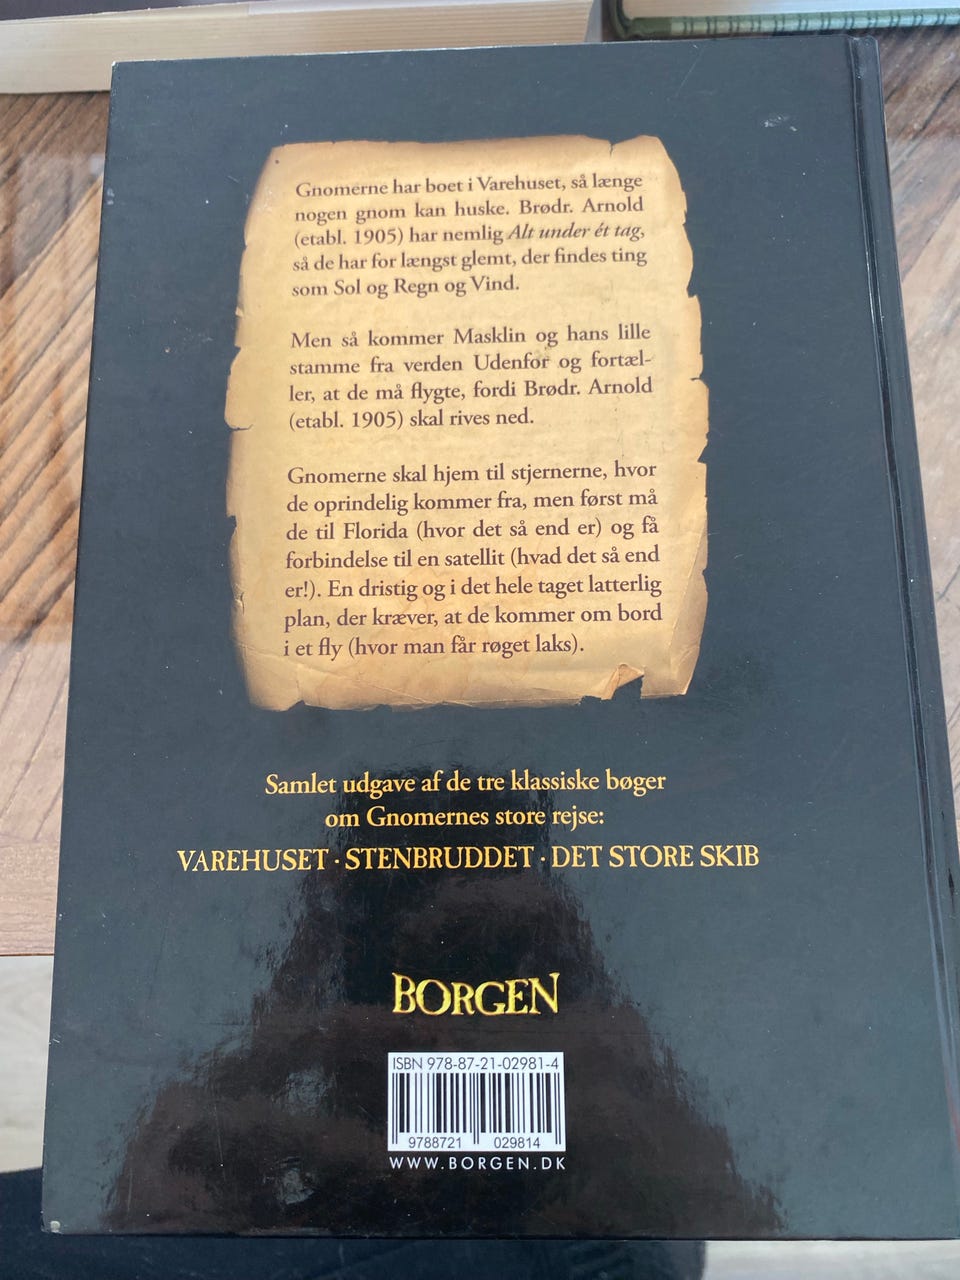 Gnomerne har boet i Varehuset, så længe
nogen gnom kan huske. Brødr. Arnold
(etabl. 1905) har nemlig Alt under ét tag,
så de har for længst glemt, der findes ting
som Sol og Regn og Vind.
Men så kommer Masklin og hans lille
stamme fra verden Udenfor og fortæl-
ler, at de må flygte, fordi Brødr. Arnold
(etabl. 1905) skal rives ned.
Gnomerne skal hjem til stjernerne, hvor
de oprindelig kommer fra, men først må
de til Florida (hvor det så end er) og få
forbindelse til en satellit (hvad det så end
er!). En dristig og i det hele taget latterlig
plan, der kræver, at de kommer om bord
i et fly (hvor man får røget laks).
Samlet udgave af de tre klassiske bøger
om Gnomernes store rejse:
VAREHUSET · STENBRUDDET · DET STORE SKIB
BORGEN
ISBN 978-87-21-02981-4
9788721 029814
WWW.BORGEN.DK